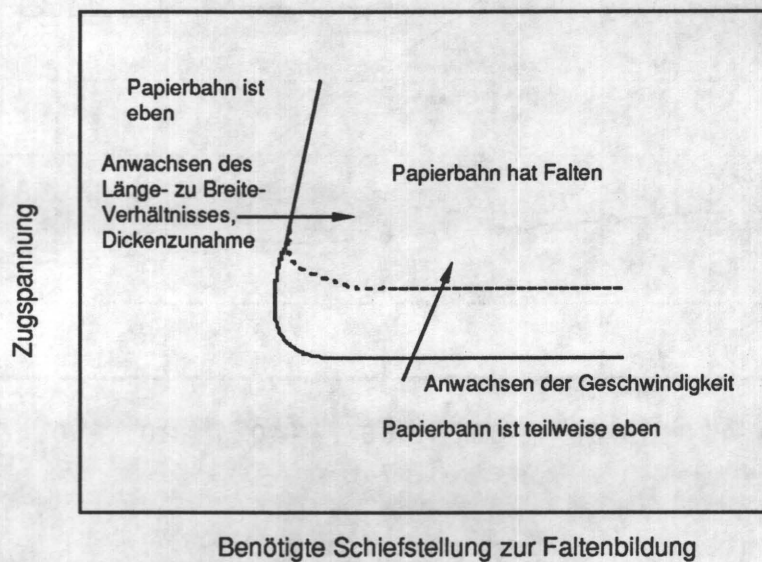 Papierbahn ist
eben
Anwachsen des
Länge- zu Breite-
Verhältnisses,
Dickenzunahme
Papierbahn hat Falten
Zugspannung
Anwachsen der Geschwindigkeit
Papierbahn ist teilweise eben
Benötigte Schiefstellung zur Faltenbildung